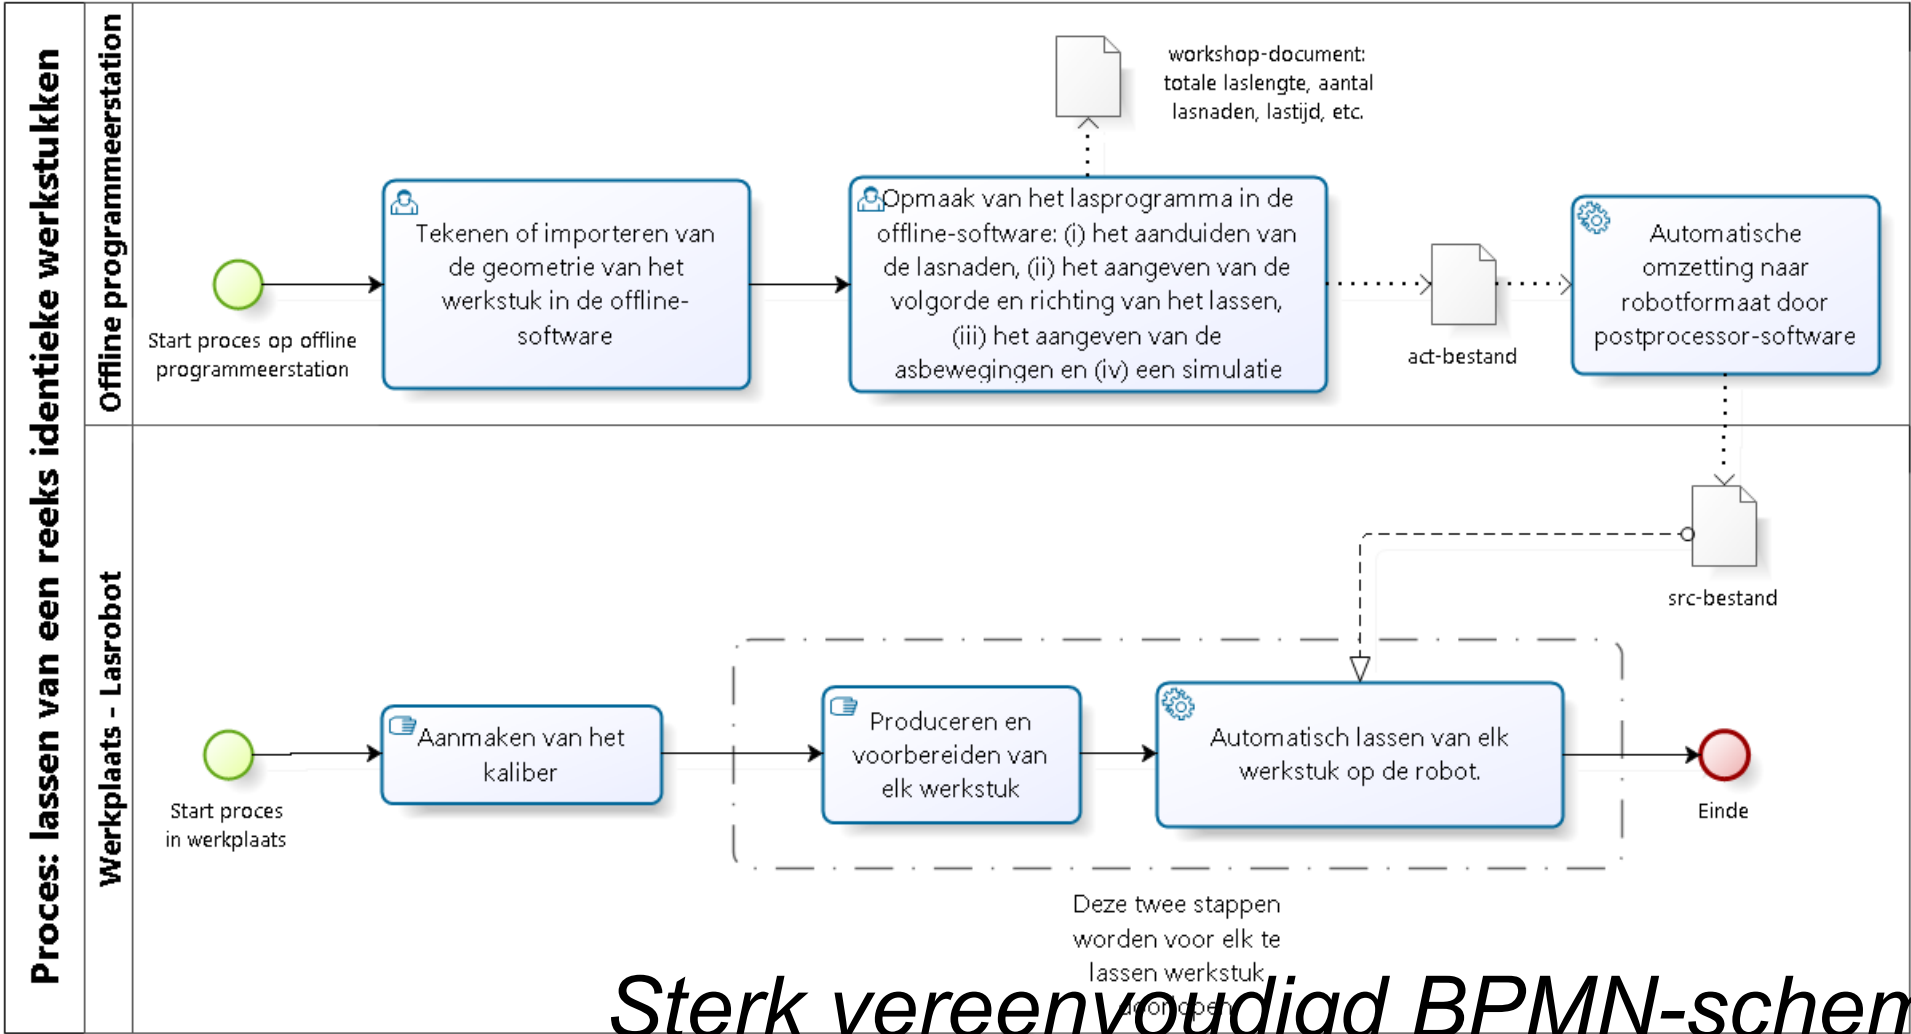 Proces: lassen van een reeks identieke werkstukken
Offline programmeerstation
workshop-document:
totale laslengte, aantal
lasnaden, lastijd, etc.
Start proces op offline
programmeerstation
Tekenen of importeren van
de geometrie van het
werkstuk in de offline-
software
Opmaak van het lasprogramma in de
offline-software: (i) het aanduiden van
de lasnaden, (ii) het aangeven van de
volgorde en richting van het lassen,
(iii) het aangeven van de
asbewegingen en (iv) een simulatie
act-bestand
Automatische
omzetting naar
robotformaat door
postprocessor-software
Werkplaats - Lasrobot
src-bestand
Start proces
in werkplaats
Aanmaken van het
kaliber
Produceren en
voorbereiden van
elk werkstuk
Automatisch lassen van elk
werkstuk op de robot.
Einde
Deze twee stappen
worden voor elk te
lassen werkstuk
doorlopen
Sterk vereenvoudigd BPMN-schem